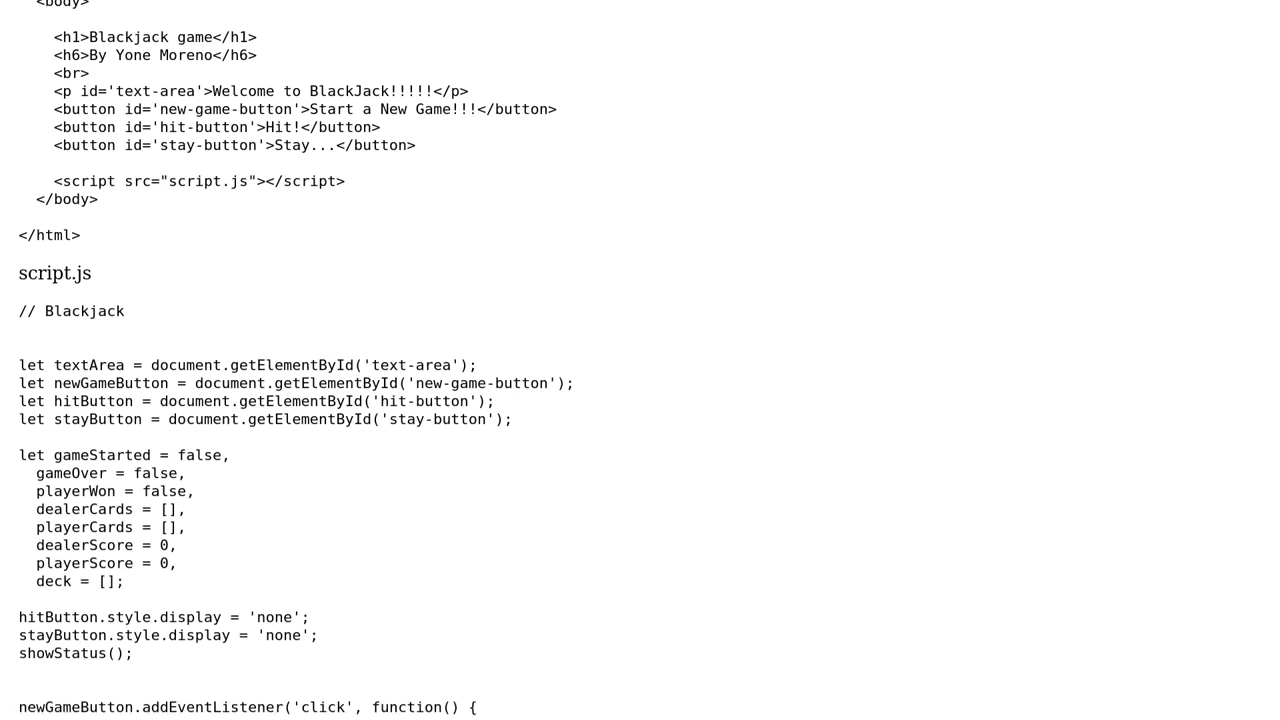 <body>
<h1>Blackjack game</h1>
<h6>By Yone Moreno</h6>
<br>
<p id='text-area'>Welcome to BlackJack!!!!!</p>
<button id='new-game-button'>Start a New Game!!!</button>
<button id='hit-button'>Hit!</button>
<button id='stay-button'>Stay...</button>
<script src="script.js"></script>
</body>
</html>
script.js
// Blackjack
let textArea = document.getElementById('text-area');
let newGameButton = document.getElementById('new-game-button');
let hitButton = document.getElementById('hit-button');
let stayButton = document.getElementById('stay-button');
let gameStarted = false,
gameOver = false,
playerWon = false,
dealerCards = [],
playerCards = [],
dealerScore = 0,
playerScore = 0,
deck = [];
hitButton.style.display = 'none';
stayButton.style.display = 'none';
showStatus();
newGameButton.addEventListener('click', function() {